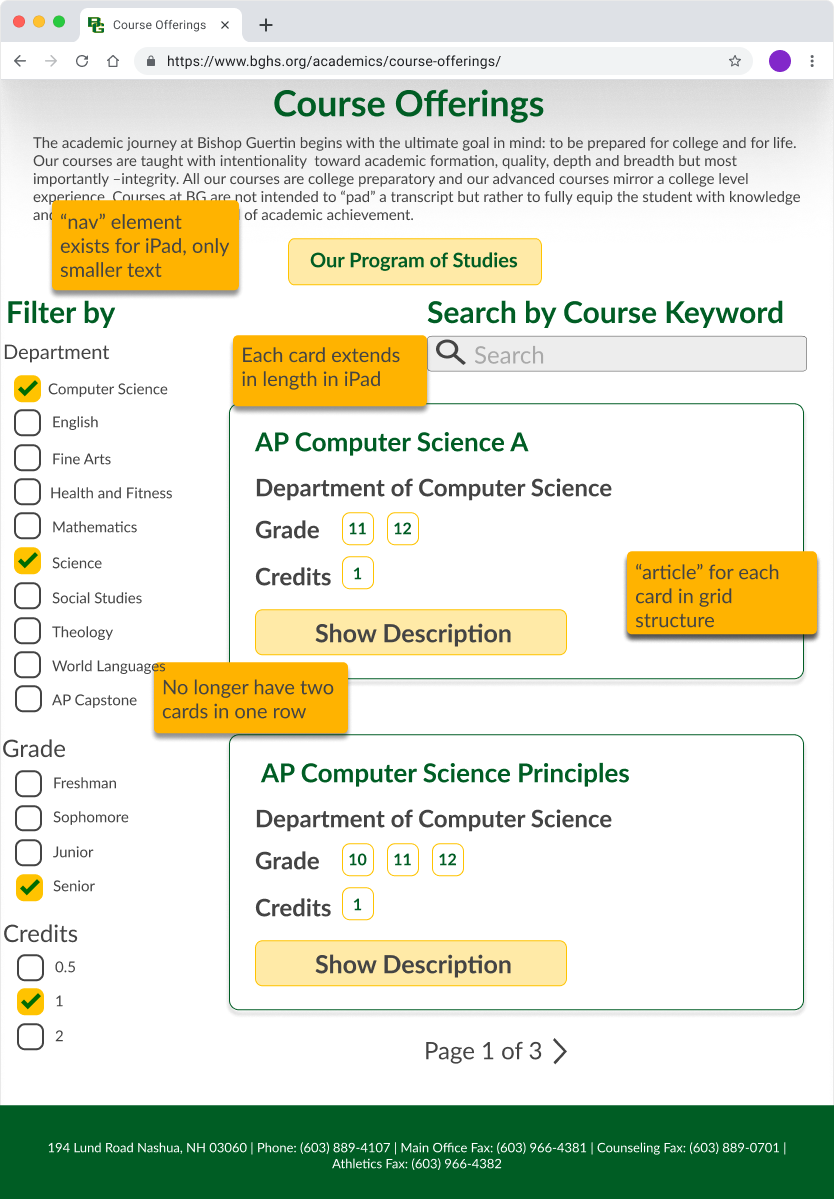 Course Offerings
https://www.bghs.org/academics/course-offerings/
Course Offerings
The academic journey at Bishop Guertin begins with the ultimate goal in mind: to be prepared for college and for life.
Our courses are taught with intentionality toward academic formation, quality, depth and breadth but most
importantly –integrity. All our courses are college preparatory and our advanced courses mirror a college level
experience. Courses at BG are not intended to “pad” a transcript but rather to fully equip the student with knowledge
of academic achievement.
“nav” element
exists for iPad, only
smaller text
Our Program of Studies
Filter by
Department
Computer Science
English
Fine Arts
Health and Fitness
Mathematics
Science
Social Studies
Theology
World Languages
AP Capstone
Grade
Freshman
Sophomore
Junior
Senior
Credits
0.5
1
2
Search by Course Keyword
Search
Each card extends
in length in iPad
AP Computer Science A
Department of Computer Science
Grade 11 12
Credits 1
Show Description
“article” for each
card in grid
structure
No longer have two
cards in one row
AP Computer Science Principles
Department of Computer Science
Grade 10 11 12
Credits 1
Show Description
Page 1 of 3
194 Lund Road Nashua, NH 03060 | Phone: (603) 889-4107 | Main Office Fax: (603) 966-4381 | Counseling Fax: (603) 889-0701 |
Athletics Fax: (603) 966-4382